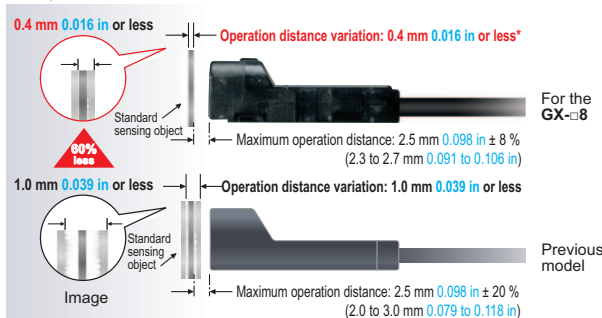 0.4 mm 0.016 in or less
Operation distance variation: 0.4 mm 0.016 in or less*
Standard
sensing object
For the
GX-□8
Maximum operation distance: 2.5 mm 0.098 in ± 8 %
(2.3 to 2.7 mm 0.091 to 0.106 in)
60%
less
1.0 mm 0.039 in or less
Operation distance variation: 1.0 mm 0.039 in or less
Standard
sensing
object
Previous
model
Image
Maximum operation distance: 2.5 mm 0.098 in ± 20 %
(2.0 to 3.0 mm 0.079 to 0.118 in)